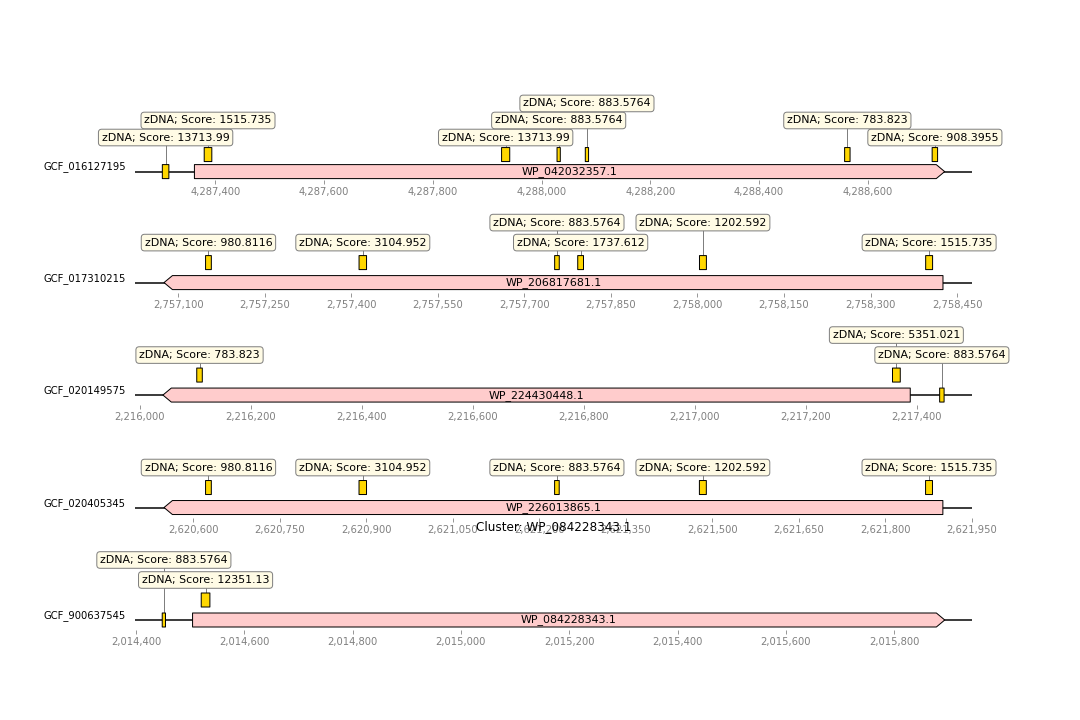 zDNA; Score: 883.5764
zDNA; Score: 1515.735 zDNA; Score: 883.5764 zDNA; Score: 783.823
zDNA; Score: 13713.99 zDNA; Score: 13713.99 zDNA; Score: 908.3955
GCF_016127195 WP_042032357.1
4,287,400 4,287,600 4,287,800 4,288,000 4,288,200 4,288,400 4,288,600
zDNA; Score: 883.5764 zDNA; Score: 1202.592
zDNA; Score: 980.8116 zDNA; Score: 3104.952 zDNA; Score: 1737.612 zDNA; Score: 1515.735
GCF_017310215 WP_206817681.1
2,757,100 2,757,250 2,757,400 2,757,550 2,757,700 2,757,850 2,758,000 2,758,150 2,758,300 2,758,450
zDNA; Score: 5351.021
zDNA; Score: 783.823 zDNA; Score: 883.5764
GCF_020149575 WP_224430448.1
2,216,000 2,216,200 2,216,400 2,216,600 2,216,800 2,217,000 2,217,200 2,217,400
zDNA; Score: 980.8116 zDNA; Score: 3104.952 zDNA; Score: 883.5764 zDNA; Score: 1202.592 zDNA; Score: 1515.735
GCF_020405345 WP_226013865.1
2,620,600 2,620,750 2,620,900 2,621,050 2,621,200 2,621,350 2,621,500 2,621,650 2,621,800 2,621,950
Cluster: WP_084228343.1
zDNA; Score: 883.5764
zDNA; Score: 12351.13
GCF_900637545 WP_084228343.1
2,014,400 2,014,600 2,014,800 2,015,000 2,015,200 2,015,400 2,015,600 2,015,800